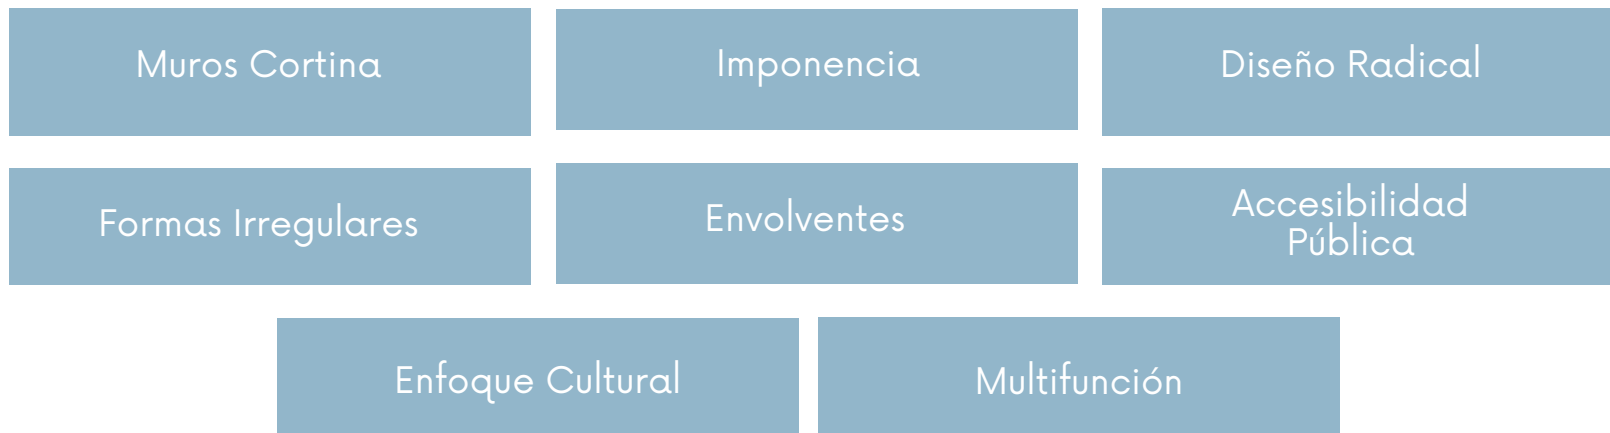 Muros Cortina
Imponencia
Diseño Radical
Formas Irregulares
Envolventes
Accesibilidad
Pública
Enfoque Cultural
Multifunción